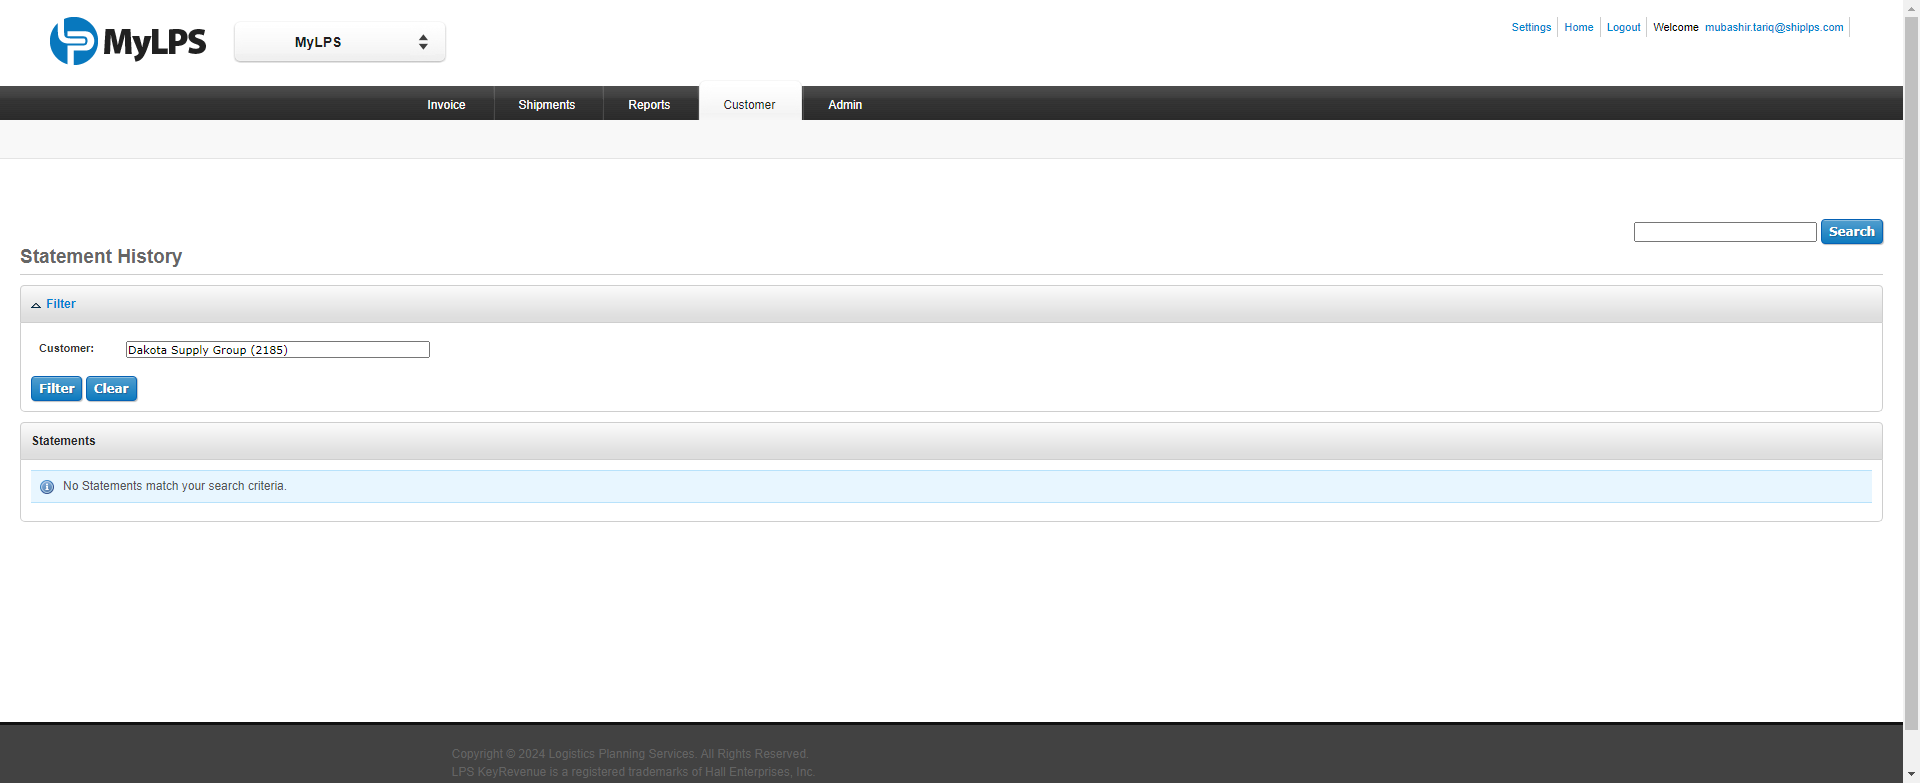 MyLPS
MyLPS
Settings Home Logout Welcome mubashir.tariq@shiplps.com
Invoice Shipments Reports Customer Admin
Search
Statement History
Filter
Customer: Dakota Supply Group (2185)
Filter Clear
Statements
No Statements match your search criteria.
Copyright © 2024 Logistics Planning Services. All Rights Reserved.
LPS KeyRevenue is a registered trademarks of Hall Enterprises, Inc.